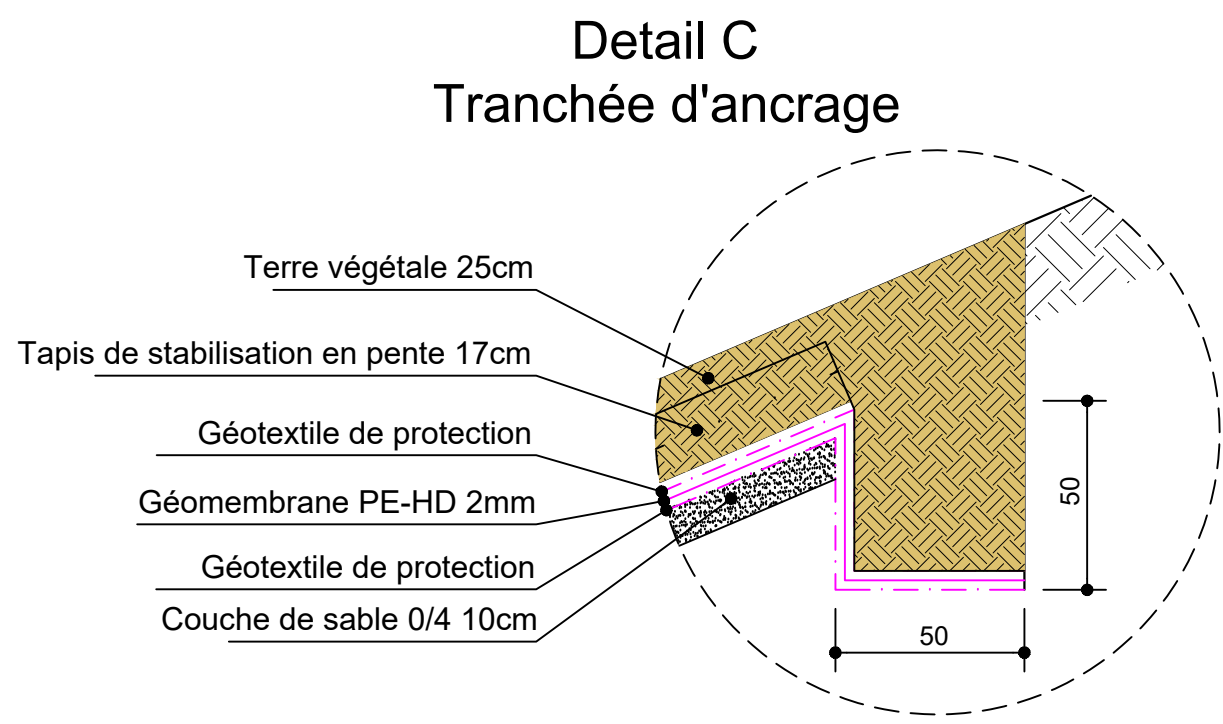 Detail C
Tranchée d'ancrage
Terre végétale 25cm
Tapis de stabilisation en pente 17cm
Géotextile de protection
Géomembrane PE-HD 2mm
Géotextile de protection
Couche de sable 0/4 10cm
50
50